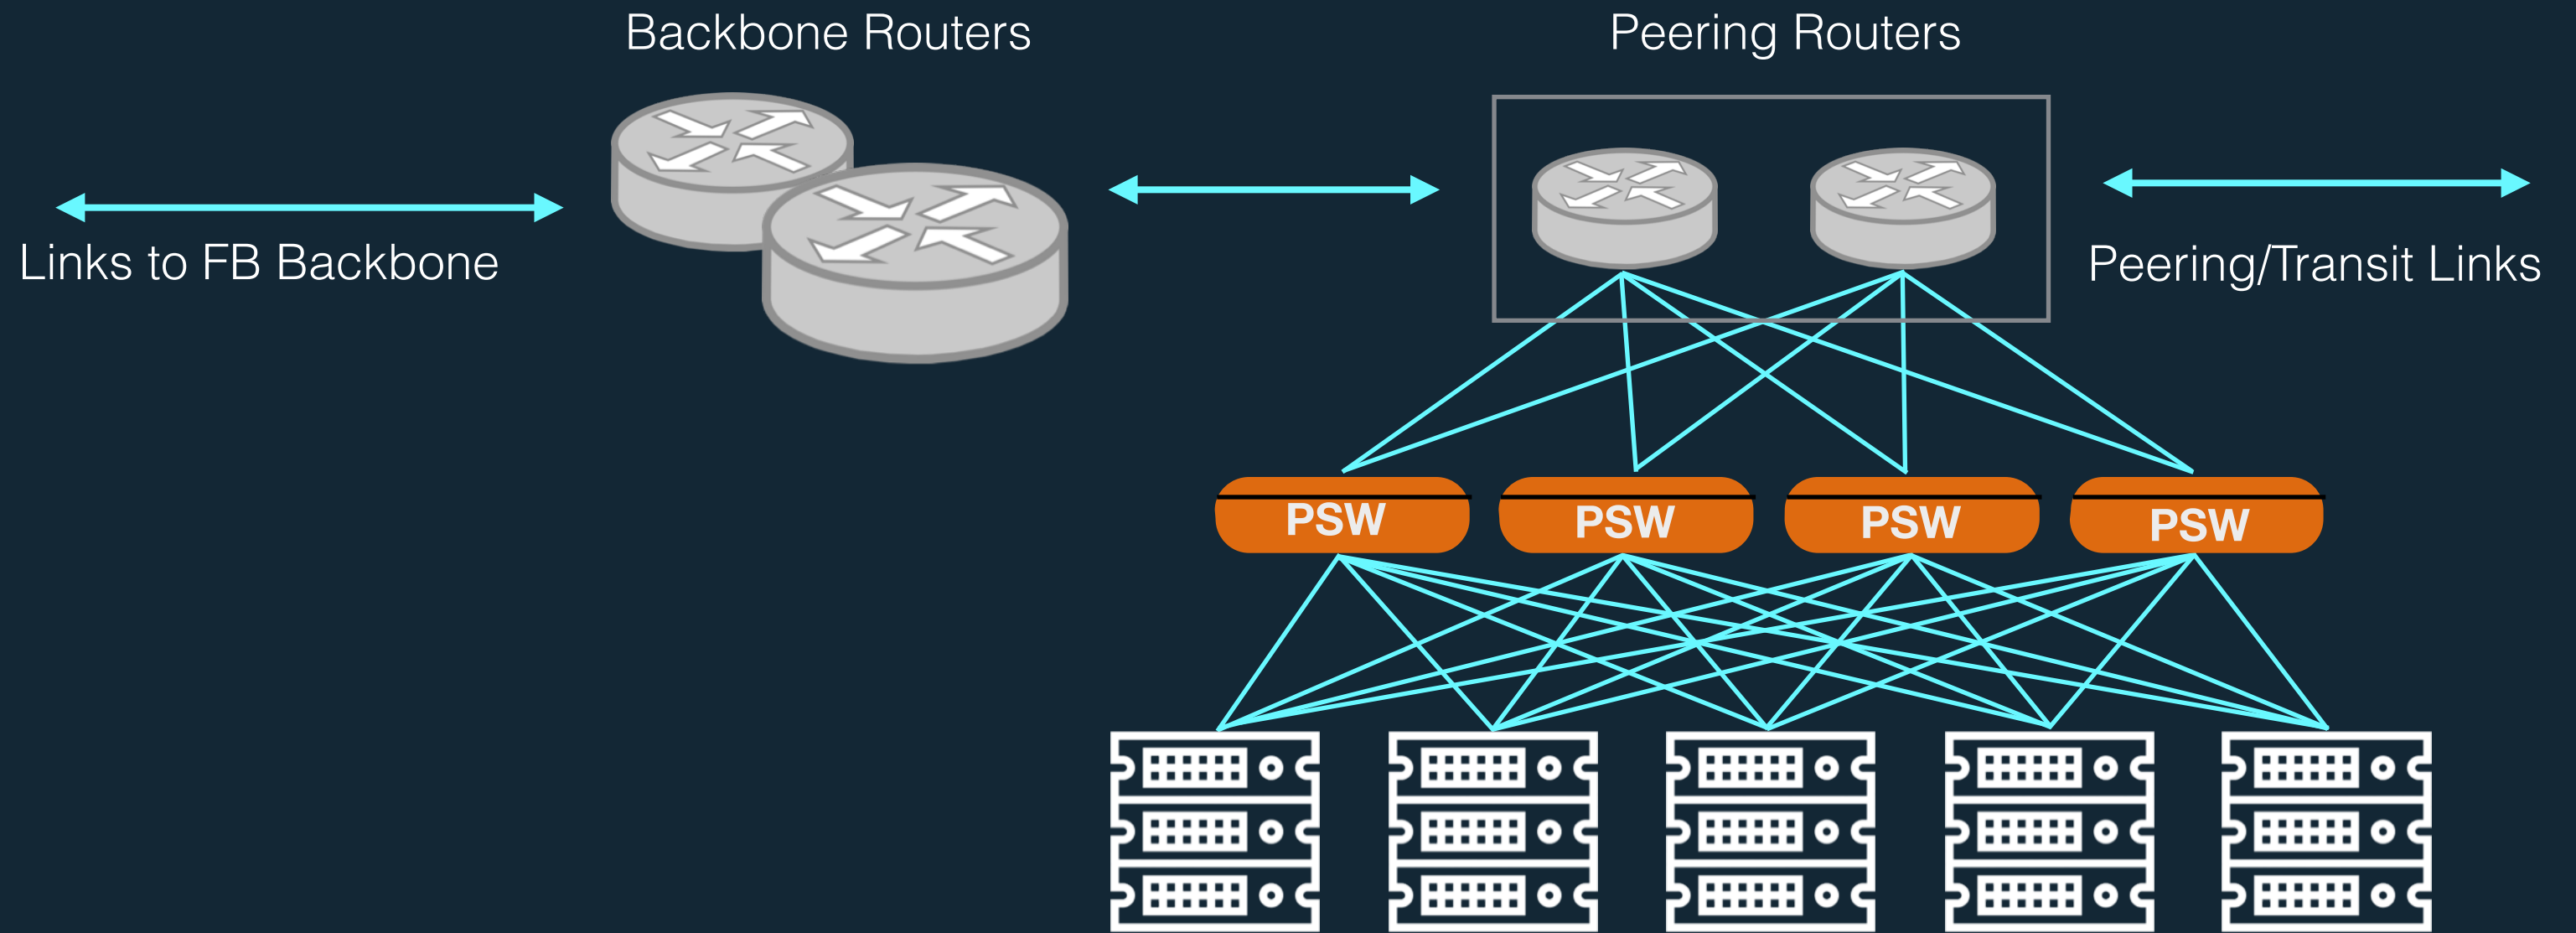 Backbone Routers
Peering Routers
Links to FB Backbone
Peering/Transit Links
PSW
PSW
PSW
PSW